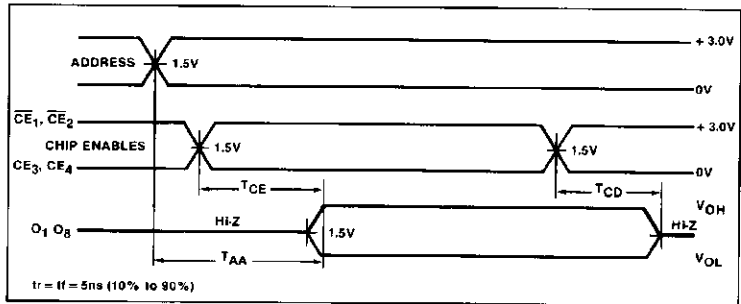 + 3.0V
ADDRESS 1.5V
0V
CE₁, CE₂ + 3.0V
CHIP ENABLES 1.5V 1.5V
CE₃, CE₄ 0V
TCE TCD
VOH
O₁ O₈ Hi-Z 1.5V Hi-Z
VOL
TAA
tr = tf = 5ns (10% to 90%)